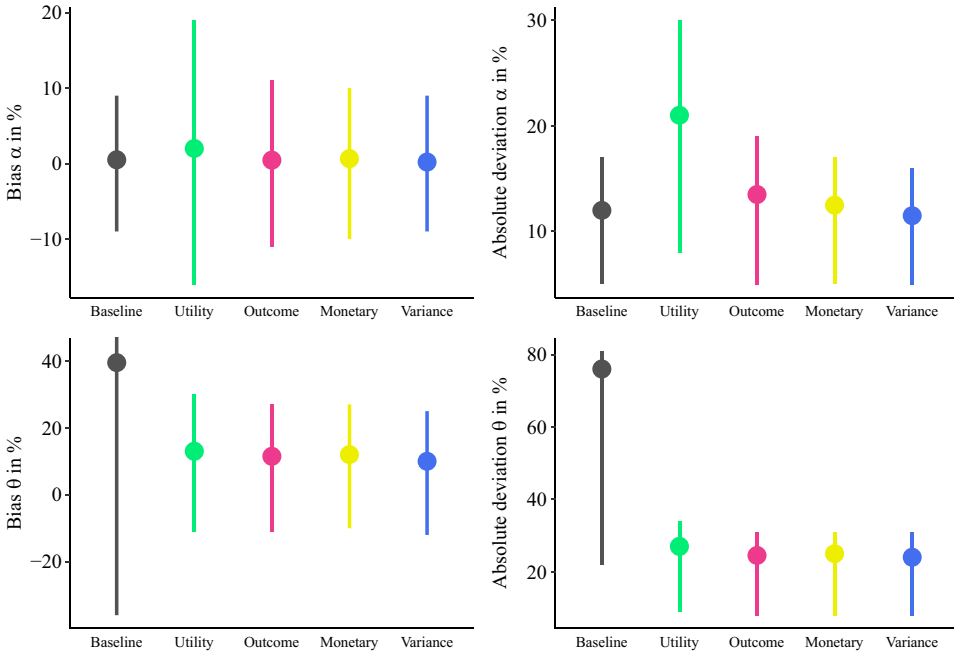 Bias α in %
20
10
0
−10
Baseline Utility Outcome Monetary Variance
Absolute deviation α in %
30
20
10
Baseline Utility Outcome Monetary Variance
Bias θ in %
40
20
0
−20
Baseline Utility Outcome Monetary Variance
Absolute deviation θ in %
80
60
40
20
Baseline Utility Outcome Monetary Variance